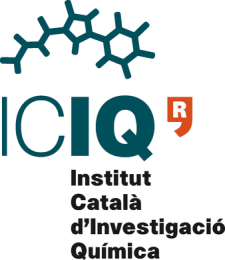 ICIQ R
Institut
Català
d'Investigació
Química